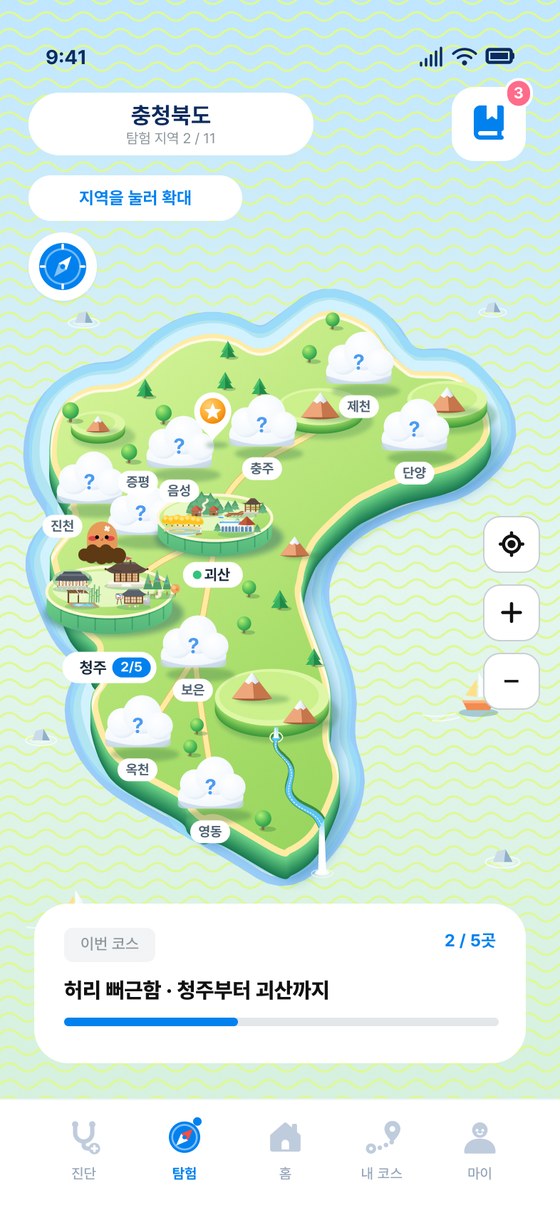 9:41
충청북도
탐험 지역 2 / 11
3
지역을 눌러 확대
?
제천
?
?
단양
?
충주
?
증평
음성
?
진천
괴산
청주 2/5
?
보은
?
옥천
?
영동
+
−
이번 코스
2 / 5곳
허리 뻐근함 · 청주부터 괴산까지
진단
탐험
홈
내 코스
마이